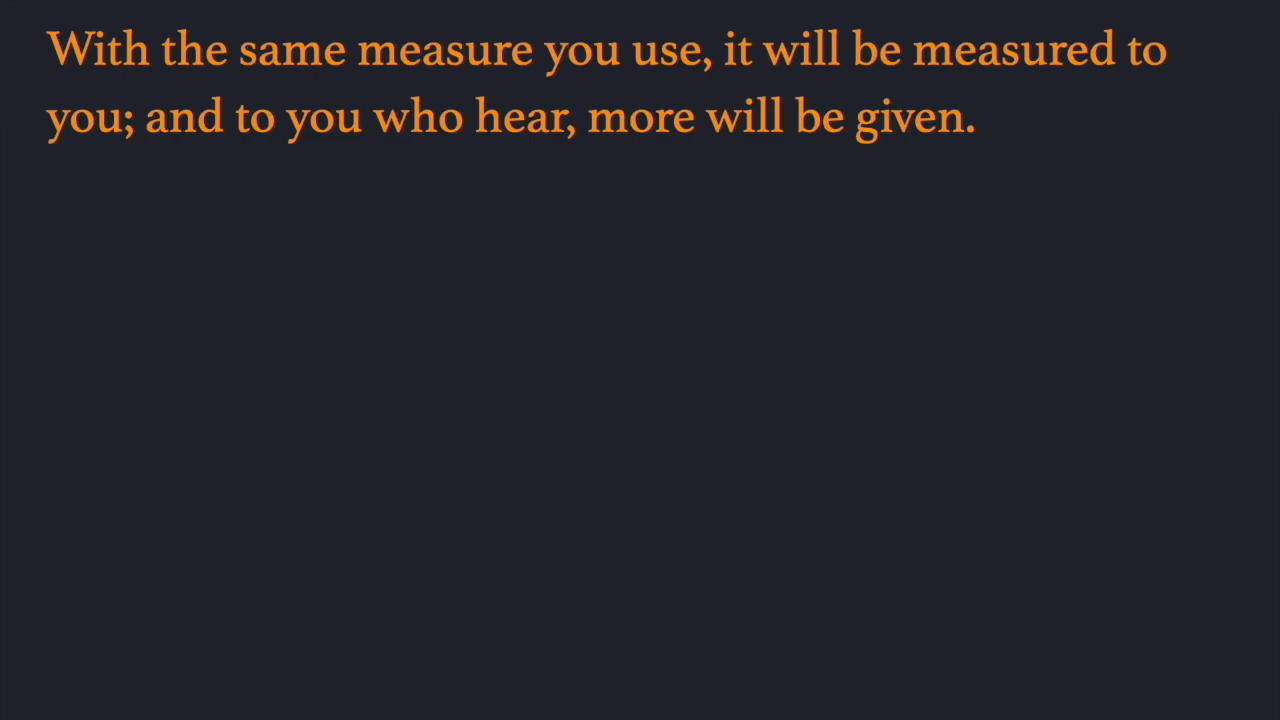 With the same measure you use, it will be measured to
you; and to you who hear, more will be given.